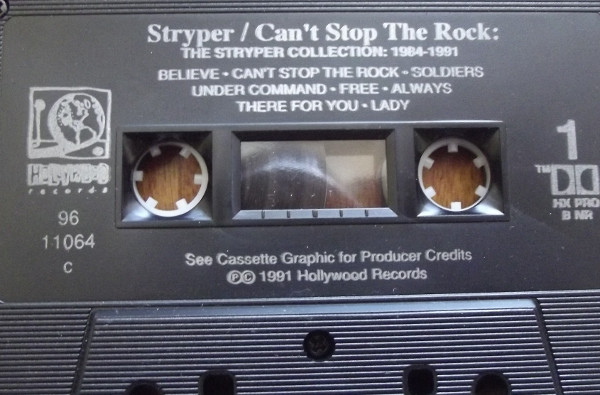 Stryper / Can't Stop The Rock:
THE STRYPER COLLECTION: 1984-1991
BELIEVE • CAN'T STOP THE ROCK • SOLDIERS
UNDER COMMAND • FREE • ALWAYS
THERE FOR YOU • LADY
HOLLYWOOD
records
96
11064
C
1
TM
HX PRO
B NR
See Cassette Graphic for Producer Credits
℗© 1991 Hollywood Records